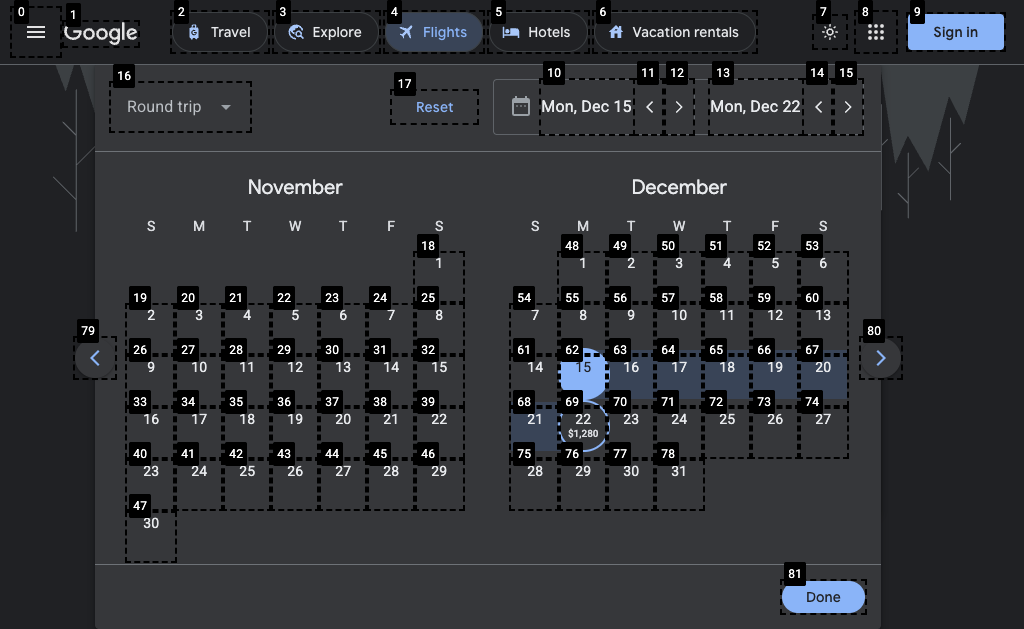 0 1 2 3 4 5 6 7 8 9
Google Travel Explore Flights Hotels Vacation rentals Sign in
16 17 10 11 12 13 14 15
Round trip Reset Mon, Dec 15 Mon, Dec 22
November December
S M T W T F S S M T W T F S
18 48 49 50 51 52 53
1 1 2 3 4 5 6
19 20 21 22 23 24 25 54 55 56 57 58 59 60
2 3 4 5 6 7 8 7 8 9 10 11 12 13
79 26 27 28 29 30 31 32 61 62 63 64 65 66 67 80
9 10 11 12 13 14 15 14 15 16 17 18 19 20
33 34 35 36 37 38 39 68 69 70 71 72 73 74
16 17 18 19 20 21 22 21 22 23 24 25 26 27
$1,280
40 41 42 43 44 45 46 75 76 77 78
23 24 25 26 27 28 29 28 29 30 31
47
30
81
Done